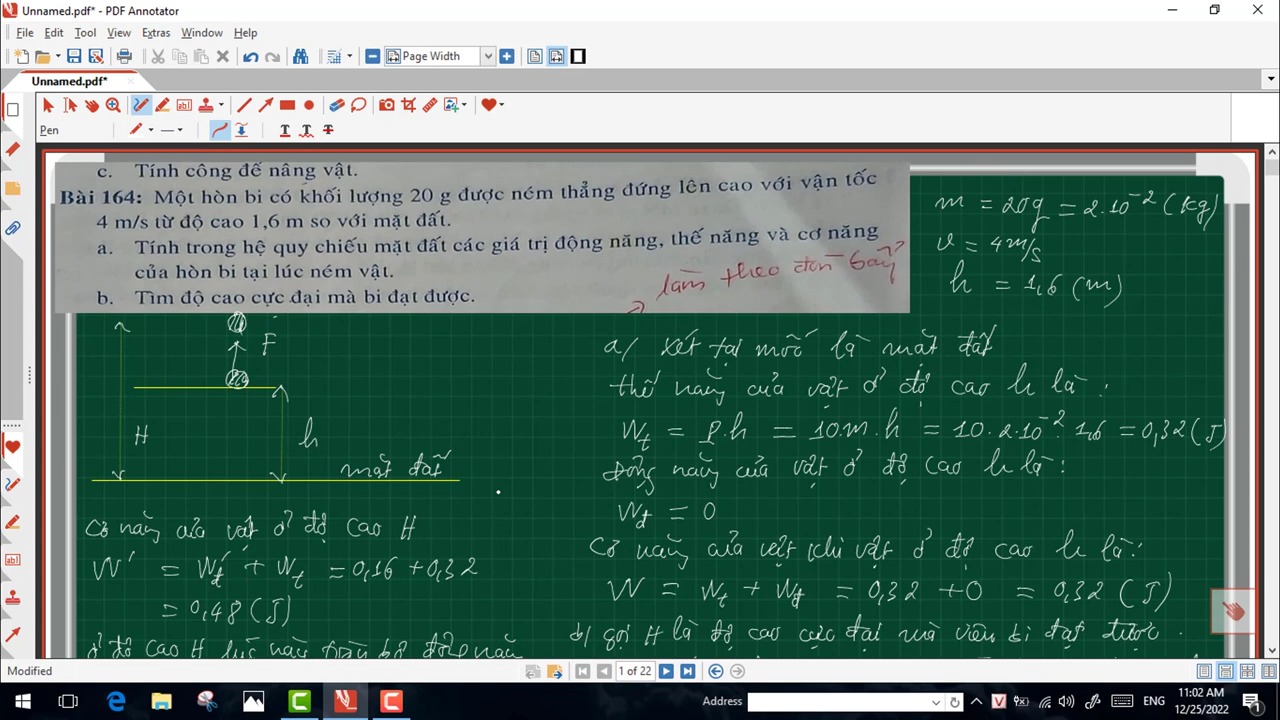 Unnamed.pdf* - PDF Annotator
File Edit Tool View Extras Window Help
Page Width
Unnamed.pdf*
Pen
c. Tính công để nâng vật.
Bài 164: Một hòn bi có khối lượng 20 g được ném thẳng đứng lên cao với vận tốc
4 m/s từ độ cao 1,6 m so với mặt đất.
a. Tính trong hệ quy chiếu mặt đất các giá trị động năng, thế năng và cơ năng
của hòn bi tại lúc ném vật.
b. Tìm độ cao cực đại mà bi đạt được.
làm theo đơn
m = 20g = 2.10⁻² (kg)
v = 4m/s
h = 1,6 (m)
F
H
h
mặt đất
Cơ năng của vật ở độ cao H
W' = Wđ' + Wt = 0,16 + 0,32
= 0,48 (J)
ở độ cao H lúc này toàn bộ động năng
a/ Xét tại mốc là mặt đất
thế năng của vật ở độ cao h là :
Wt = P.h = 10.m.h = 10.2.10⁻².1,6 = 0,32 (J)
Động năng của vật ở độ cao h là :
Wđ = 0
Cơ năng của vật khi vật ở độ cao h là :
W = Wt + Wđ = 0,32 + 0 = 0,32 (J)
b/ gọi H là độ cao cực đại mà viên bi đạt được .
Modified
1 of 22
Address
ENG
11:02 AM
12/25/2022